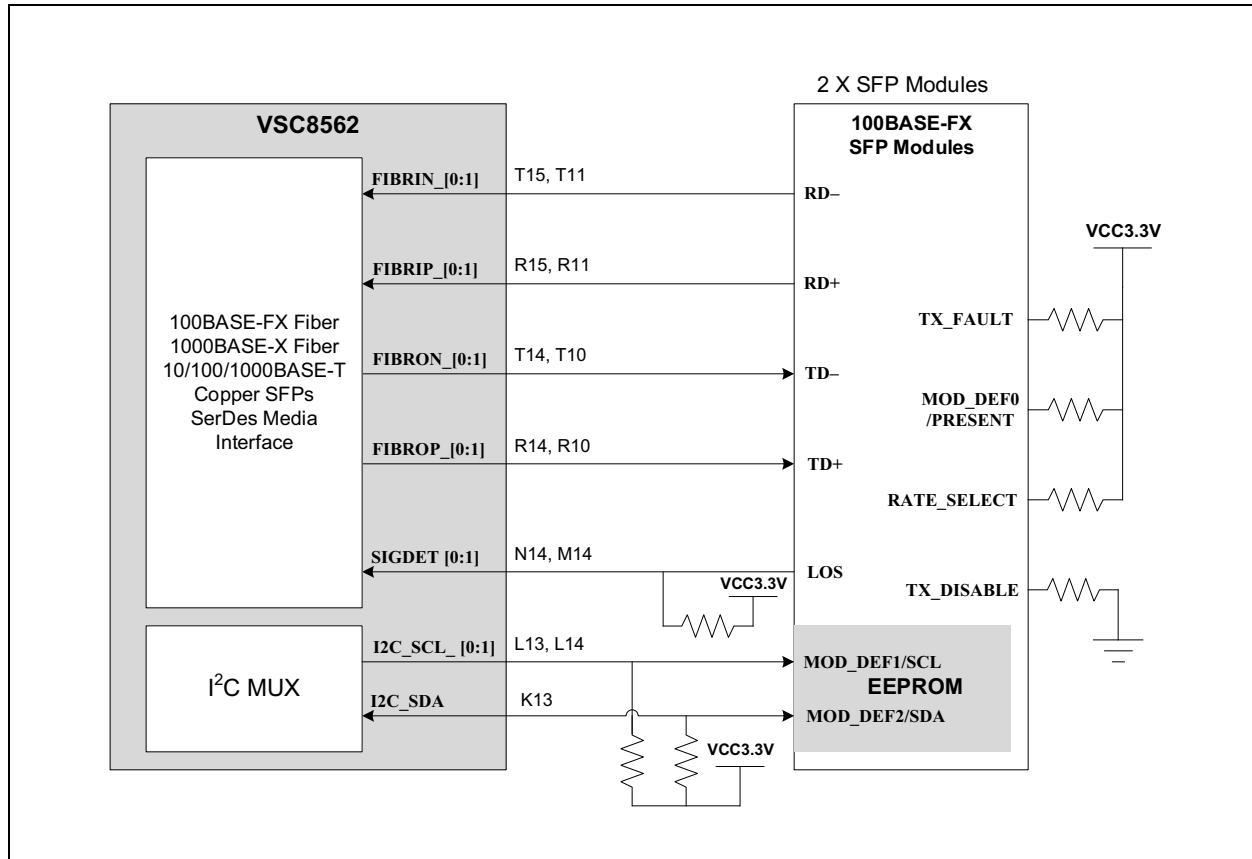 2 X SFP Modules
VSC8562
100BASE-FX
SFP Modules
FIBRIN_[0:1]
T15, T11
RD–
VCC3.3V
FIBRIP_[0:1]
R15, R11
RD+
TX_FAULT
100BASE-FX Fiber
1000BASE-X Fiber
10/100/1000BASE-T
Copper SFPs
SerDes Media
Interface
FIBRON_[0:1]
T14, T10
TD–
MOD_DEF0
/PRESENT
FIBROP_[0:1]
R14, R10
TD+
RATE_SELECT
SIGDET [0:1]
N14, M14
LOS
VCC3.3V
TX_DISABLE
I2C_SCL_ [0:1]
L13, L14
MOD_DEF1/SCL
I²C MUX
EEPROM
I2C_SDA
K13
MOD_DEF2/SDA
VCC3.3V